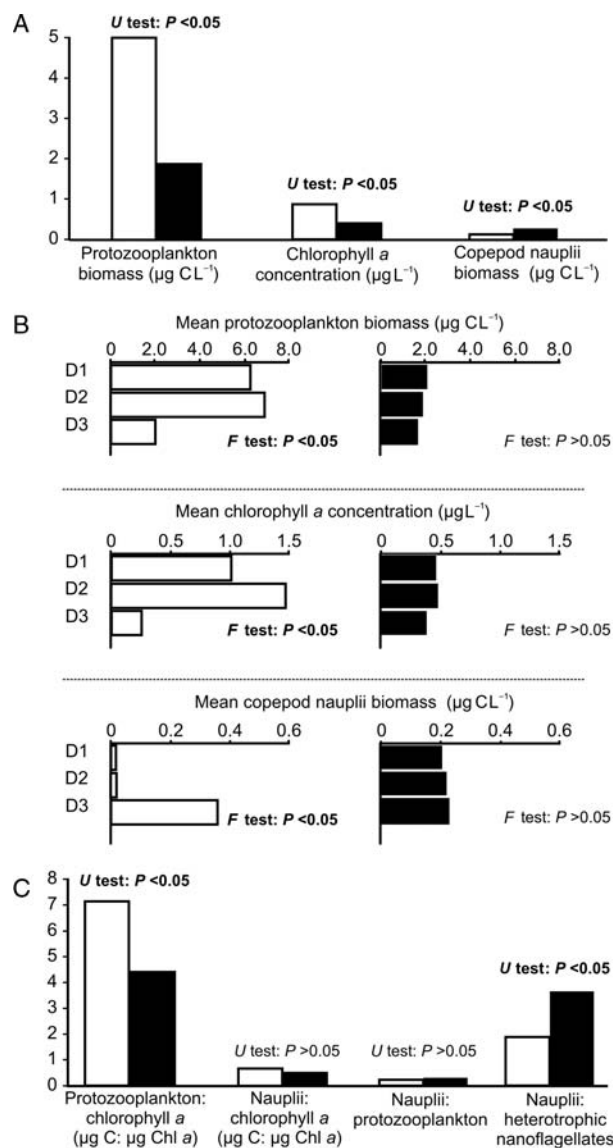 A
U test: P <0.05
5
4
3
2
1
0
U test: P <0.05
U test: P <0.05
Protozooplankton
biomass (µg CL⁻¹)
Chlorophyll a
concentration (µgL⁻¹)
Copepod nauplii
biomass (µg CL⁻¹)
B
Mean protozooplankton biomass (µg CL⁻¹)
0 2.0 4.0 6.0 8.0
0 2.0 4.0 6.0 8.0
D1
D2
D3
F test: P <0.05
F test: P >0.05
Mean chlorophyll a concentration (µgL⁻¹)
0 0.5 1.0 1.5
0 0.5 1.0 1.5
D1
D2
D3
F test: P <0.05
F test: P >0.05
Mean copepod nauplii biomass (µg CL⁻¹)
0 0.2 0.4 0.6
0 0.2 0.4 0.6
D1
D2
D3
F test: P <0.05
F test: P >0.05
C
8
7
6
5
4
3
2
1
0
U test: P <0.05
U test: P >0.05
U test: P >0.05
U test: P <0.05
Protozooplankton:
chlorophyll a
(µg C: µg Chl a)
Nauplii:
chlorophyll a
(µg C: µg Chl a)
Nauplii:
protozooplankton
Nauplii:
heterotrophic
nanoflagellates